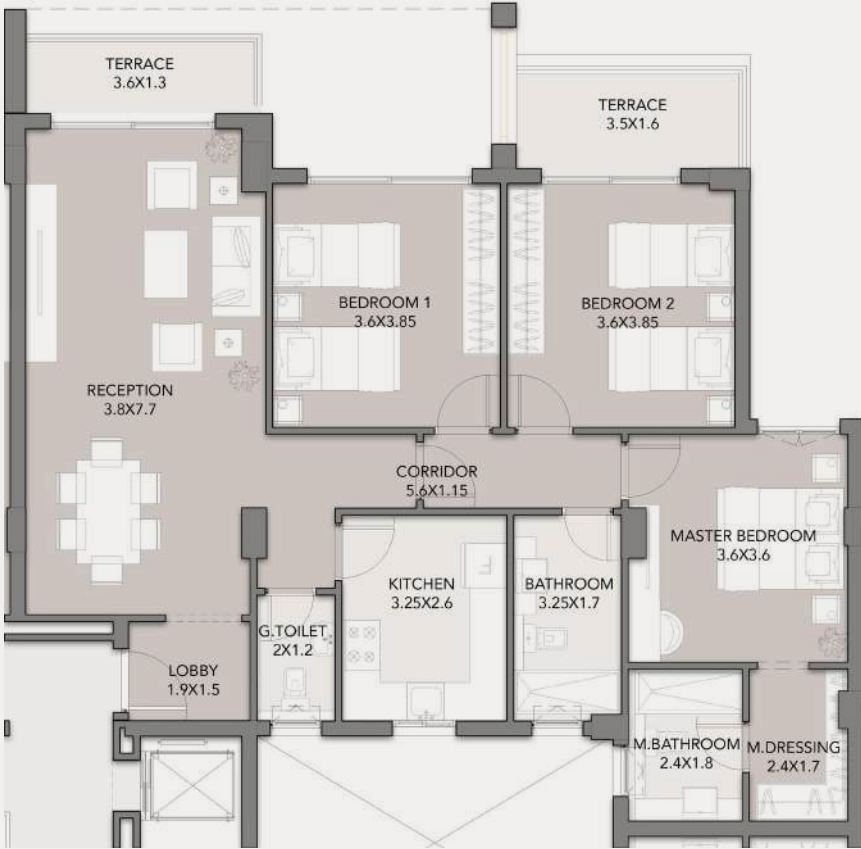 TERRACE
3.6X1.3
TERRACE
3.5X1.6
BEDROOM 1
3.6X3.85
BEDROOM 2
3.6X3.85
RECEPTION
3.8X7.7
CORRIDOR
5.6X1.15
MASTER BEDROOM
3.6X3.6
KITCHEN
3.25X2.6
BATHROOM
3.25X1.7
G.TOILET
2X1.2
LOBBY
1.9X1.5
M.BATHROOM
2.4X1.8
M.DRESSING
2.4X1.7